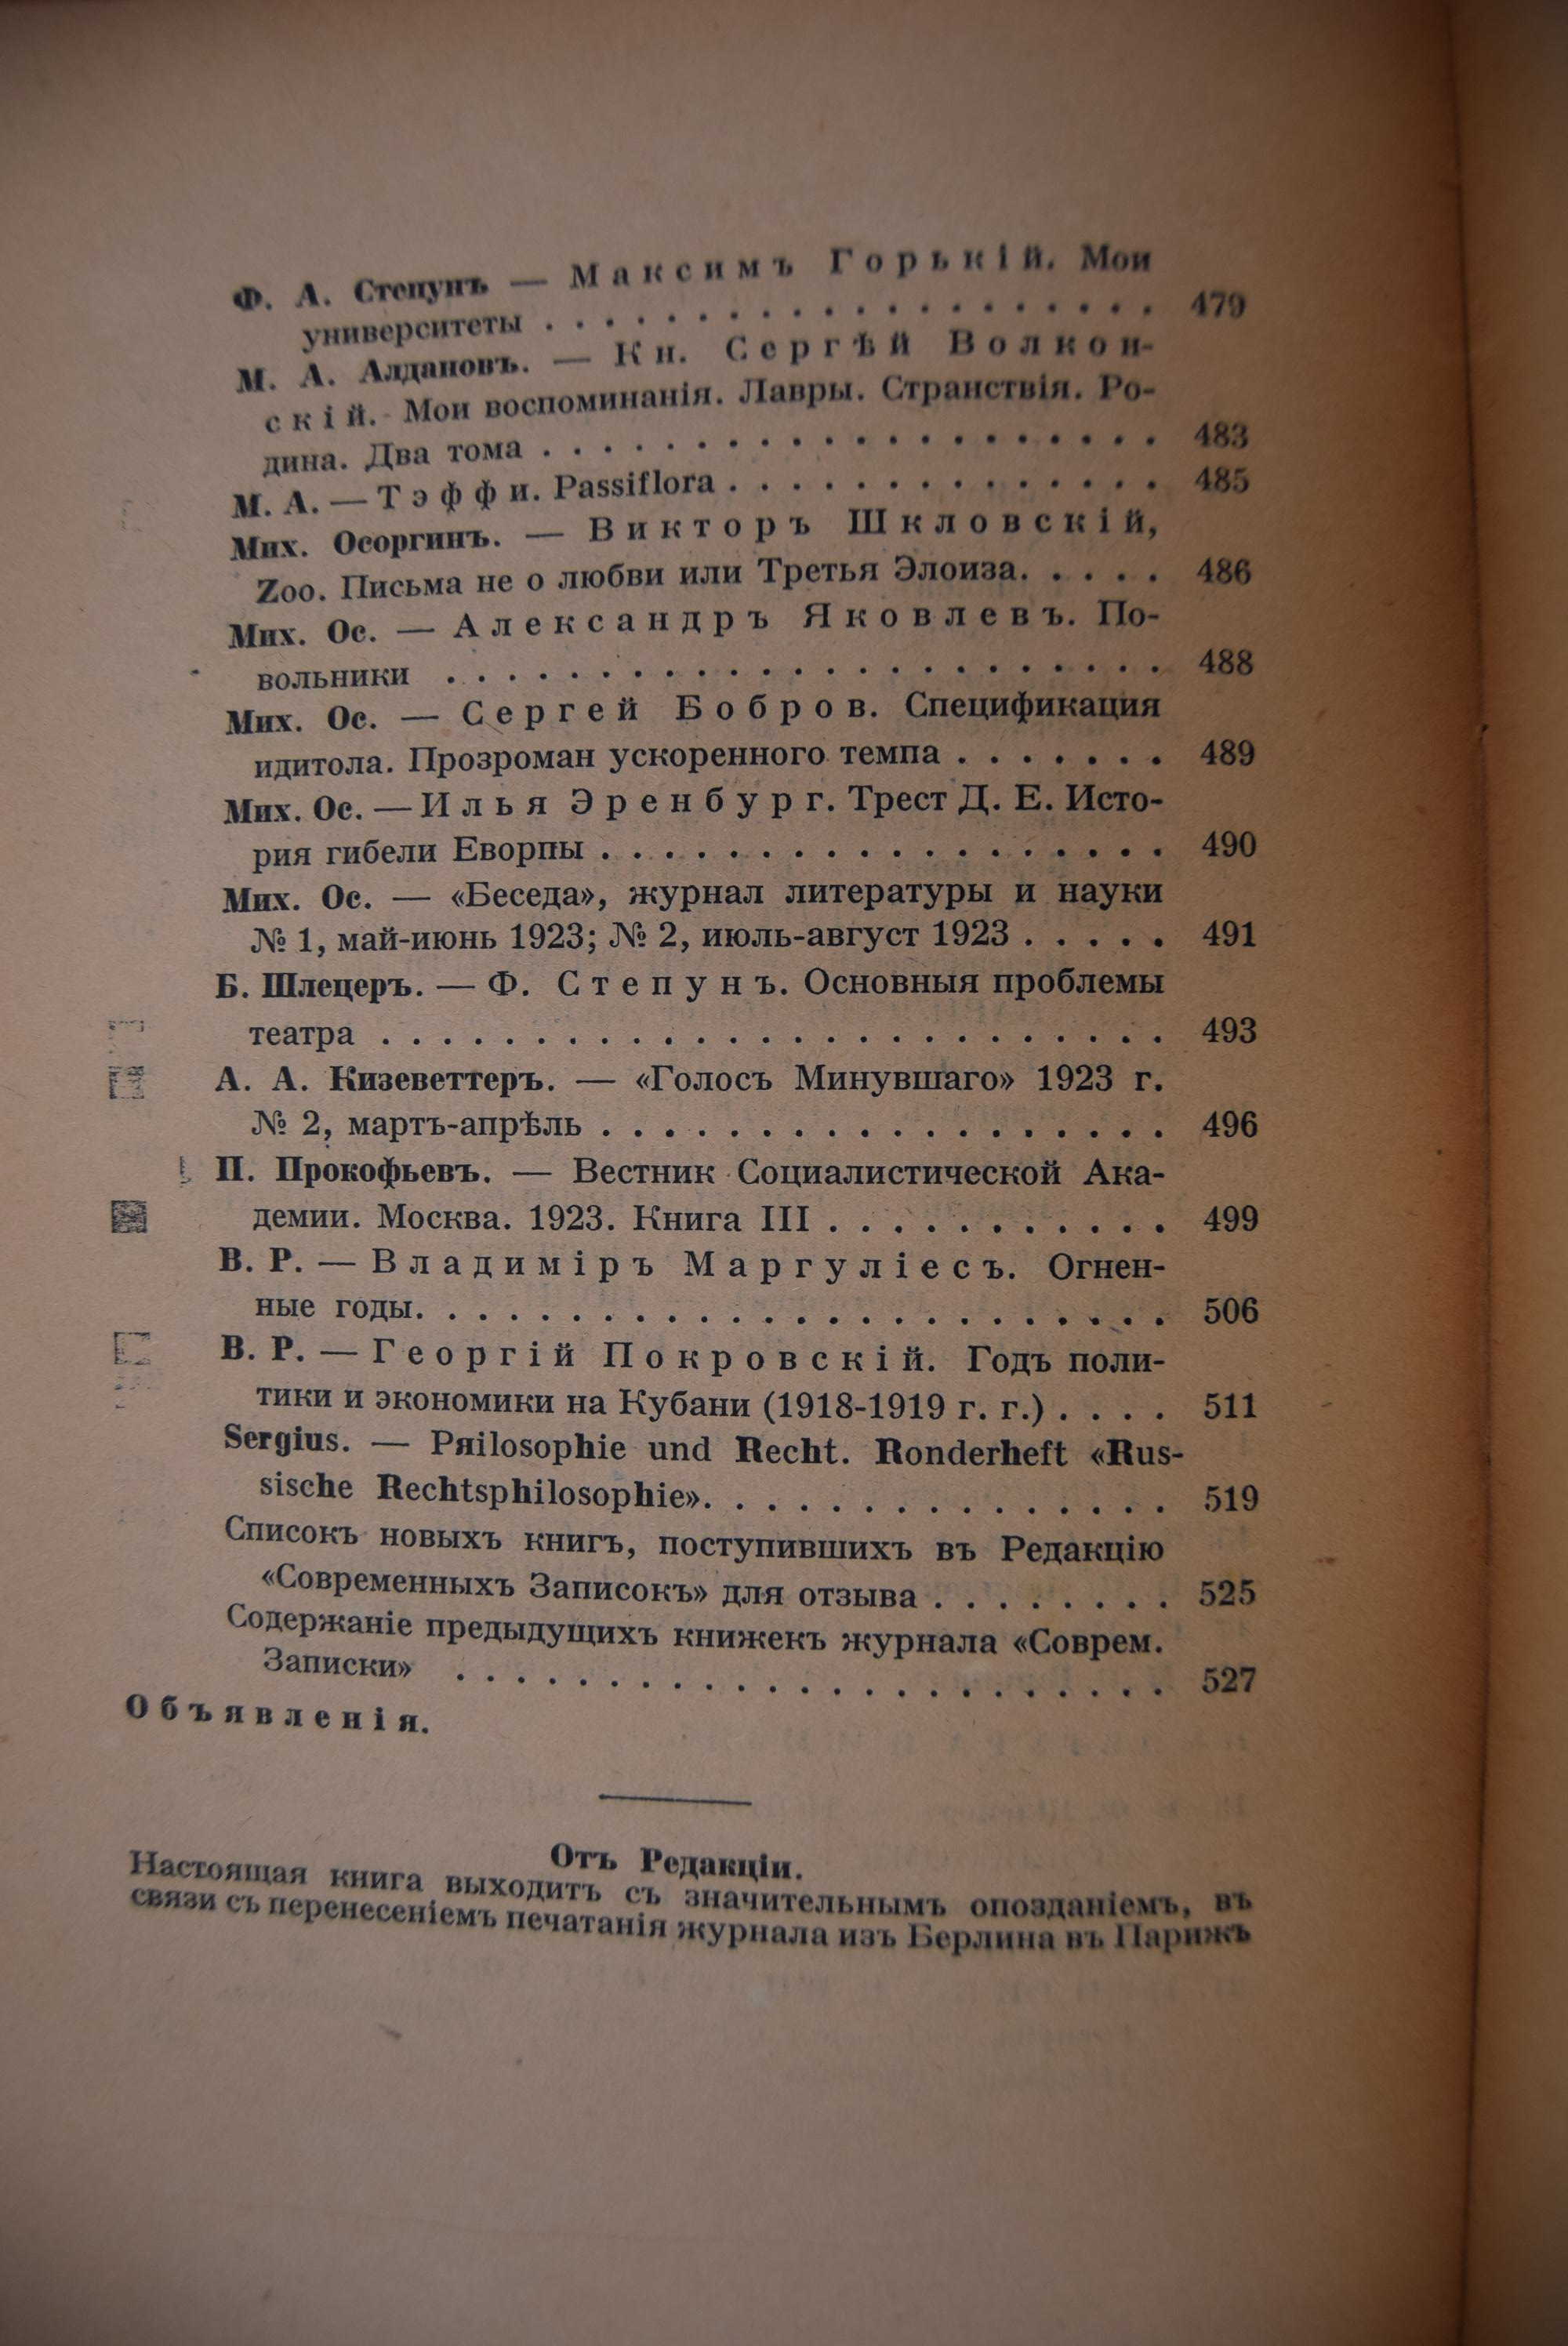 Ф. А. Степунъ — Максимъ Горькій. Мои
университеты . . . . . . . . . . . . . . . . . . . . 479
М. А. Алдановъ. — Кн. Сергѣй Волкон-
скій. Мои воспоминанія. Лавры. Странствія. Ро-
дина. Два тома . . . . . . . . . . . . . . . . . . . . 483
М. А. — Тэффи. Passiflora . . . . . . . . . . . . . . 485
Мих. Осоргинъ. — Викторъ Шкловскій,
Zoo. Письма не о любви или Третья Элоиза. . . . . 486
Мих. Ос. — Александръ Яковлевъ. По-
вольники . . . . . . . . . . . . . . . . . . . . . . . 488
Мих. Ос. — Сергей Бобров. Спецификация
идитола. Прозроман ускоренного темпа . . . . . . . 489
Мих. Ос. — Илья Эренбург. Трест Д. Е. Исто-
рия гибели Еворпы . . . . . . . . . . . . . . . . . . 490
Мих. Ос. — «Беседа», журнал литературы и науки
№ 1, май-июнь 1923; № 2, июль-август 1923 . . . . . 491
Б. Шлецеръ. — Ф. Степунъ. Основныя проблемы
театра . . . . . . . . . . . . . . . . . . . . . . . . . 493
А. А. Кизеветтеръ. — «Голосъ Минувшаго» 1923 г.
№ 2, мартъ-апрѣль . . . . . . . . . . . . . . . . . . 496
П. Прокофьевъ. — Вестник Социалистической Ака-
демии. Москва. 1923. Книга III . . . . . . . . . . . 499
В. Р. — Владиміръ Маргуліесъ. Огнен-
ные годы. . . . . . . . . . . . . . . . . . . . . . . . 506
В. Р. — Георгій Покровскій. Годъ поли-
тики и экономики на Кубани (1918-1919 г. г.) . . . . 511
Sergius. — Pяilosophie und Recht. Ronderheft «Rus-
sische Rechtsphilosophie». . . . . . . . . . . . . . . 519
Списокъ новыхъ книгъ, поступившихъ въ Редакцію
«Современныхъ Записокъ» для отзыва . . . . . . . . 525
Содержаніе предыдущихъ книжекъ журнала «Соврем.
Записки» . . . . . . . . . . . . . . . . . . . . . . . 527
Объявленія.
Отъ Редакціи.
Настоящая книга выходитъ съ значительнымъ опозданіемъ, въ
связи съ перенесеніемъ печатанія журнала изъ Берлина въ Парижъ